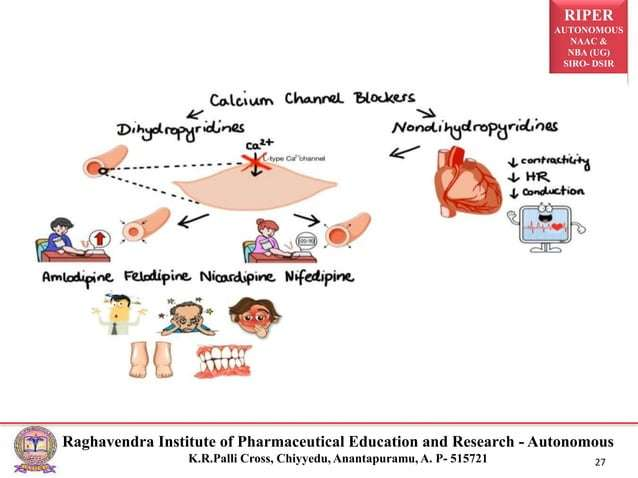 RIPER
AUTONOMOUS
NAAC &
NBA (UG)
SIRO- DSIR
Calcium Channel Blockers
Dihydropyridines
Nondihydropyridines
Ca2+
L-type Ca2+channel
↓ contractility
↓ HR
↓ Conduction
Amlodipine Felodipine Nicardipine Nifedipine
Raghavendra Institute of Pharmaceutical Education and Research - Autonomous
K.R.Palli Cross, Chiyyedu, Anantapuramu, A. P- 515721
27